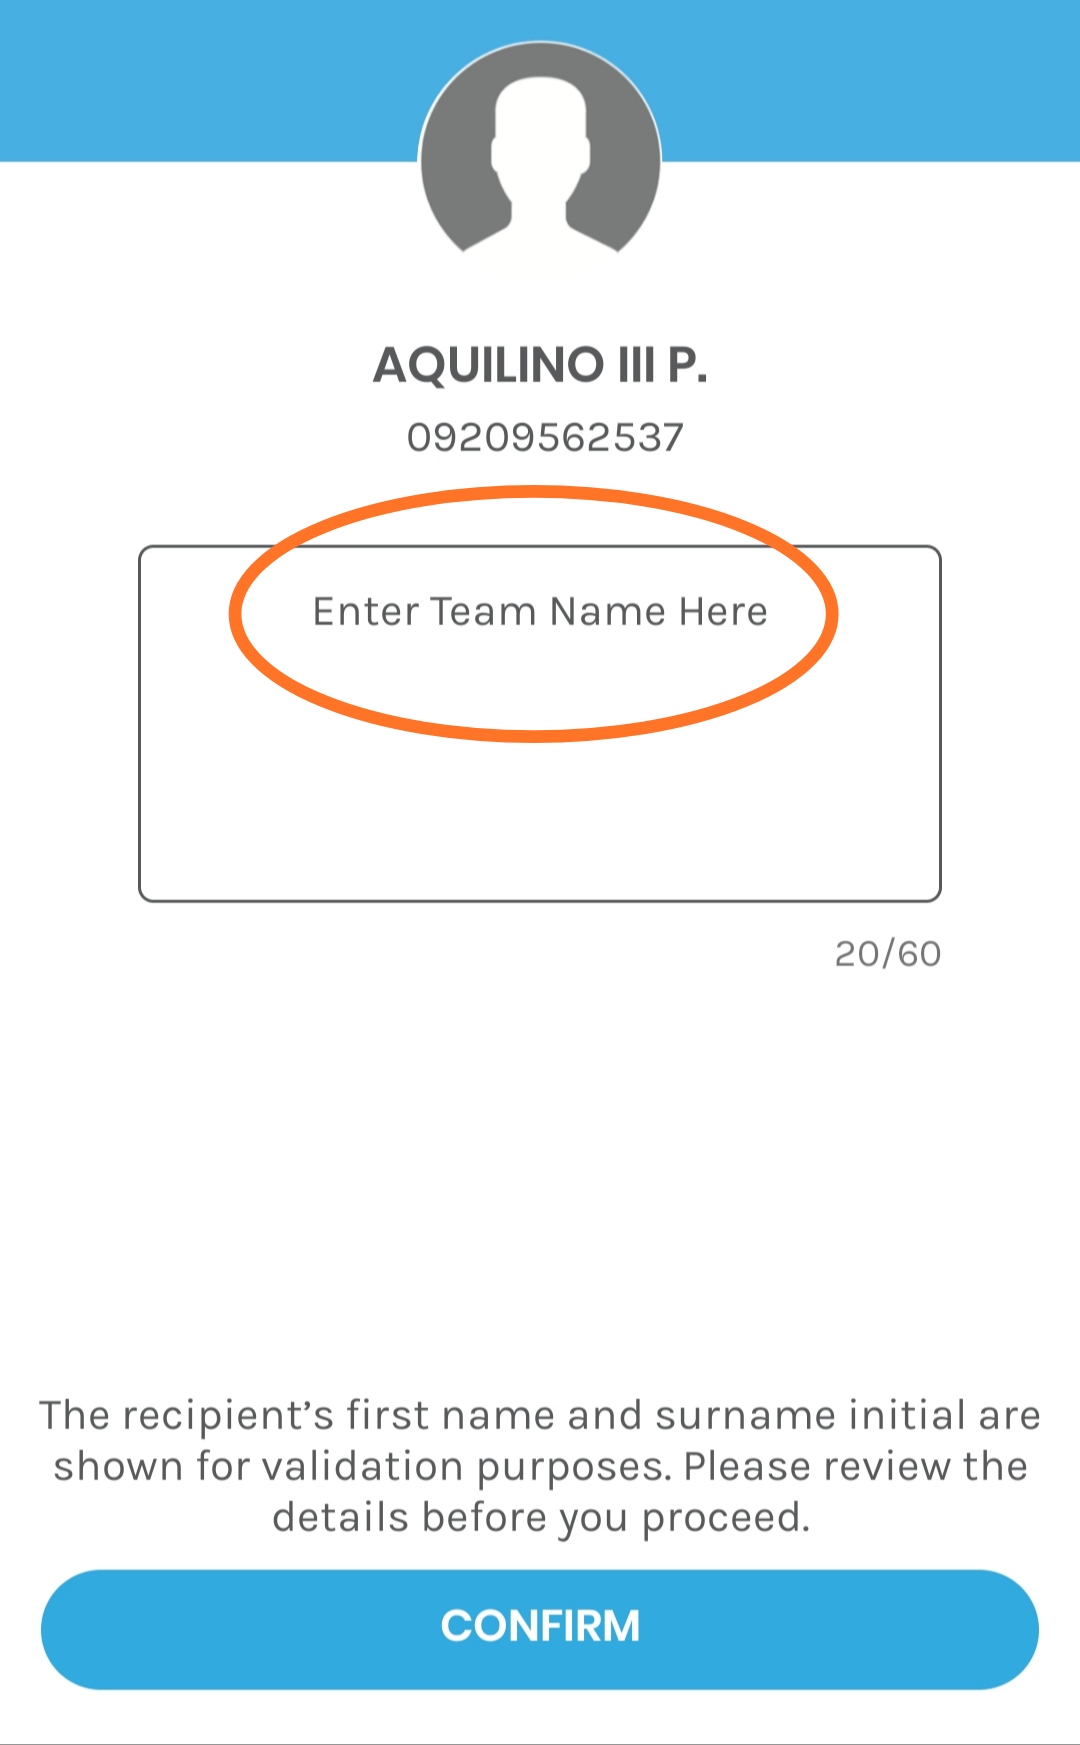 AQUILINO III P.
09209562537
Enter Team Name Here
20/60
The recipient’s first name and surname initial are
shown for validation purposes. Please review the
details before you proceed.
CONFIRM